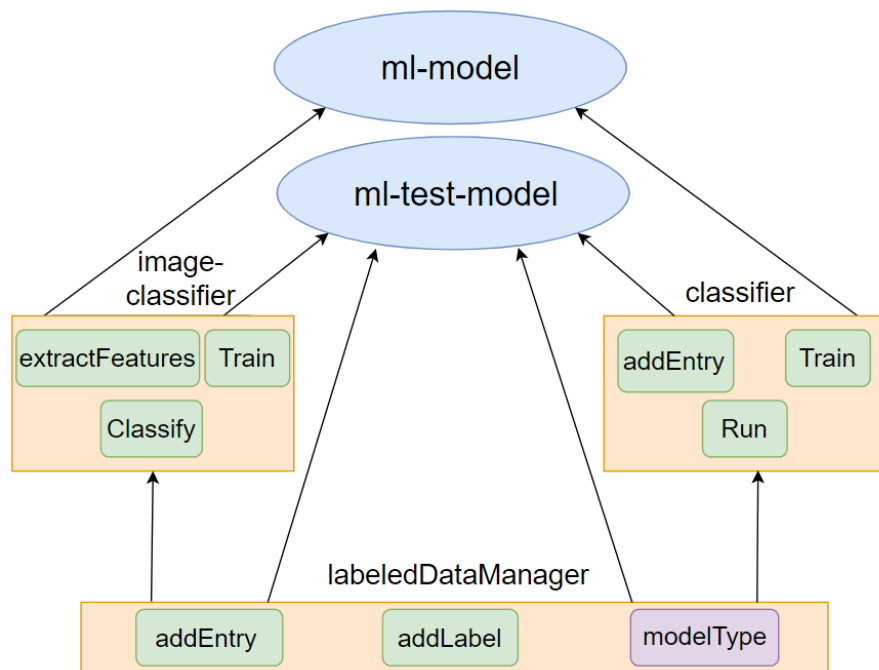 ml-model
ml-test-model
image-
classifier
extractFeatures
Train
Classify
classifier
addEntry
Train
Run
labeledDataManager
addEntry
addLabel
modelType